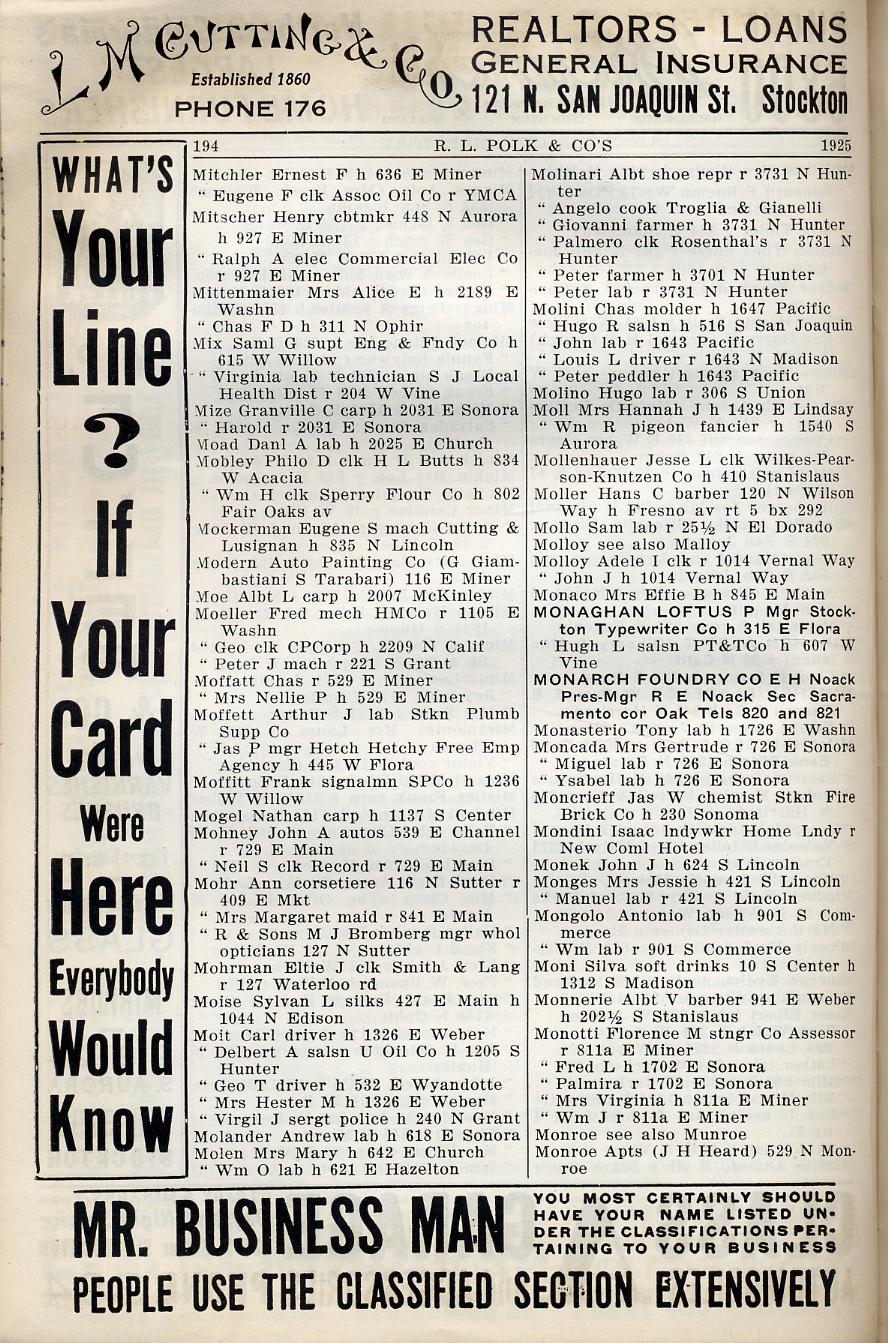 L M CUTTING & Co.
Established 1860
PHONE 176
REALTORS - LOANS
GENERAL INSURANCE
121 N. SAN JOAQUIN St. Stockton
194 R. L. POLK & CO'S 1925
WHAT'S
Your
Line
?
If
Your
Card
Were
Here
Everybody
Would
Know
Mitchler Ernest F h 636 E Miner
" Eugene F clk Assoc Oil Co r YMCA
Mitscher Henry cbtmkr 448 N Aurora
h 927 E Miner
" Ralph A elec Commercial Elec Co
r 927 E Miner
Mittenmaier Mrs Alice E h 2189 E
Washn
" Chas F D h 311 N Ophir
Mix Saml G supt Eng & Fndy Co h
615 W Willow
" Virginia lab technician S J Local
Health Dist r 204 W Vine
Mize Granville C carp h 2031 E Sonora
" Harold r 2031 E Sonora
Moad Danl A lab h 2025 E Church
Mobley Philo D clk H L Butts h 834
W Acacia
" Wm H clk Sperry Flour Co h 802
Fair Oaks av
Mockerman Eugene S mach Cutting &
Lusignan h 835 N Lincoln
Modern Auto Painting Co (G Giam-
bastiani S Tarabari) 116 E Miner
Moe Albt L carp h 2007 McKinley
Moeller Fred mech HMCo r 1105 E
Washn
" Geo clk CPCorp h 2209 N Calif
" Peter J mach r 221 S Grant
Moffatt Chas r 529 E Miner
" Mrs Nellie P h 529 E Miner
Moffett Arthur J lab Stkn Plumb
Supp Co
" Jas P mgr Hetch Hetchy Free Emp
Agency h 445 W Flora
Moffitt Frank signalmn SPCo h 1236
W Willow
Mogel Nathan carp h 1137 S Center
Mohney John A autos 539 E Channel
r 729 E Main
" Neil S clk Record r 729 E Main
Mohr Ann corsetiere 116 N Sutter r
409 E Mkt
" Mrs Margaret maid r 841 E Main
" R & Sons M J Bromberg mgr whol
opticians 127 N Sutter
Mohrman Eltie J clk Smith & Lang
r 127 Waterloo rd
Moise Sylvan L silks 427 E Main h
1044 N Edison
Moit Carl driver h 1326 E Weber
" Delbert A salsn U Oil Co h 1205 S
Hunter
" Geo T driver h 532 E Wyandotte
" Mrs Hester M h 1326 E Weber
" Virgil J sergt police h 240 N Grant
Molander Andrew lab h 618 E Sonora
Molen Mrs Mary h 642 E Church
" Wm O lab h 621 E Hazelton
Molinari Albt shoe repr r 3731 N Hun-
ter
" Angelo cook Troglia & Gianelli
" Giovanni farmer h 3731 N Hunter
" Palmero clk Rosenthal's r 3731 N
Hunter
" Peter farmer h 3701 N Hunter
" Peter lab r 3731 N Hunter
Molini Chas molder h 1647 Pacific
" Hugo R salsn h 516 S San Joaquin
" John lab r 1643 Pacific
" Louis L driver r 1643 N Madison
" Peter peddler h 1643 Pacific
Molino Hugo lab r 306 S Union
Moll Mrs Hannah J h 1439 E Lindsay
" Wm R pigeon fancier h 1540 S
Aurora
Mollenhauer Jesse L clk Wilkes-Pear-
son-Knutzen Co h 410 Stanislaus
Moller Hans C barber 120 N Wilson
Way h Fresno av rt 5 bx 292
Mollo Sam lab r 25½ N El Dorado
Molloy see also Malloy
Molloy Adele I clk r 1014 Vernal Way
" John J h 1014 Vernal Way
Monaco Mrs Effie B h 845 E Main
MONAGHAN LOFTUS P Mgr Stock-
ton Typewriter Co h 315 E Flora
" Hugh L salsn PT&TCo h 607 W
Vine
MONARCH FOUNDRY CO E H Noack
Pres-Mgr R E Noack Sec Sacra-
mento cor Oak Tels 820 and 821
Monasterio Tony lab h 1726 E Washn
Moncada Mrs Gertrude r 726 E Sonora
" Miguel lab r 726 E Sonora
" Ysabel lab h 726 E Sonora
Moncrieff Jas W chemist Stkn Fire
Brick Co h 230 Sonoma
Mondini Isaac lndywkr Home Lndy r
New Coml Hotel
Monek John J h 624 S Lincoln
Monges Mrs Jessie h 421 S Lincoln
" Manuel lab r 421 S Lincoln
Mongolo Antonio lab h 901 S Com-
merce
" Wm lab r 901 S Commerce
Moni Silva soft drinks 10 S Center h
1312 S Madison
Monnerie Albt V barber 941 E Weber
h 202½ S Stanislaus
Monotti Florence M stngr Co Assessor
r 811a E Miner
" Fred L h 1702 E Sonora
" Palmira r 1702 E Sonora
" Mrs Virginia h 811a E Miner
" Wm J r 811a E Miner
Monroe see also Munroe
Monroe Apts (J H Heard) 529 N Mon-
roe
MR. BUSINESS MAN
YOU MOST CERTAINLY SHOULD
HAVE YOUR NAME LISTED UN-
DER THE CLASSIFICATIONS PER-
TAINING TO YOUR BUSINESS
PEOPLE USE THE CLASSIFIED SECTION EXTENSIVELY